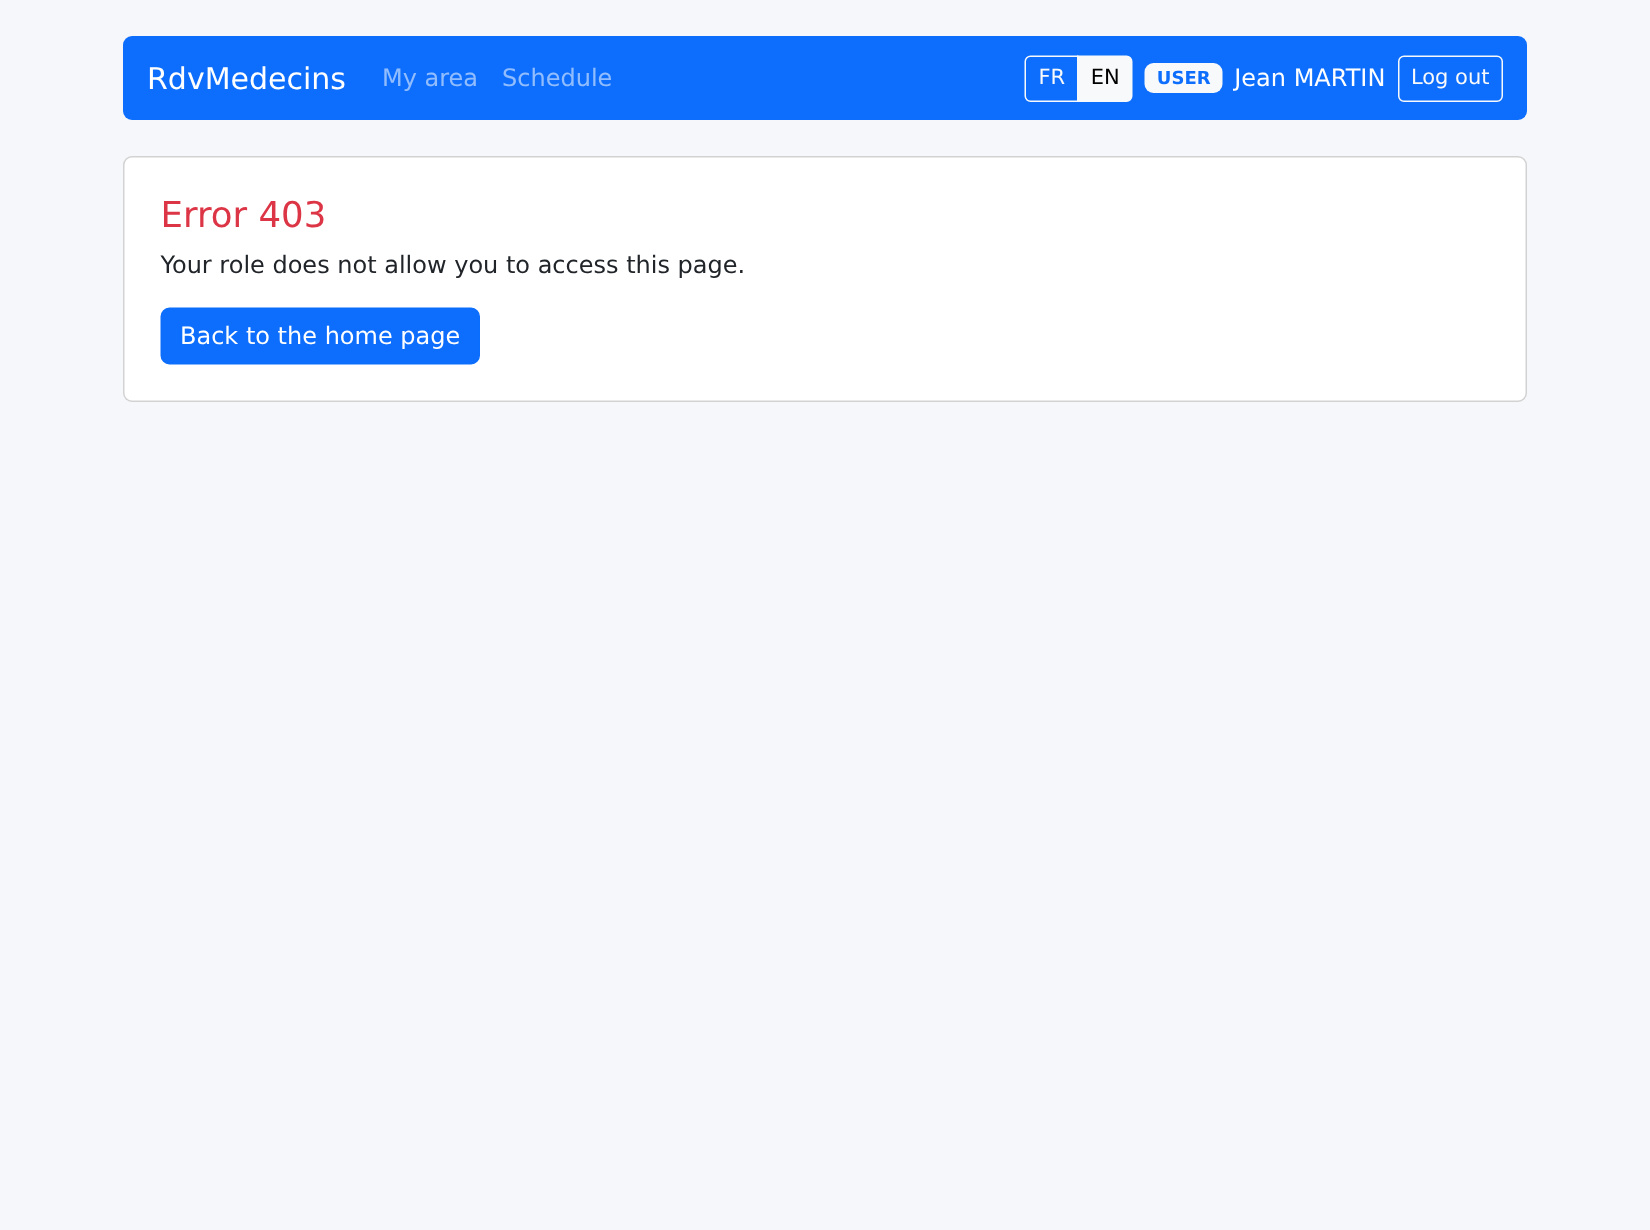 RdvMedecins My area Schedule FR EN USER Jean MARTIN Log out
Error 403
Your role does not allow you to access this page.
Back to the home page